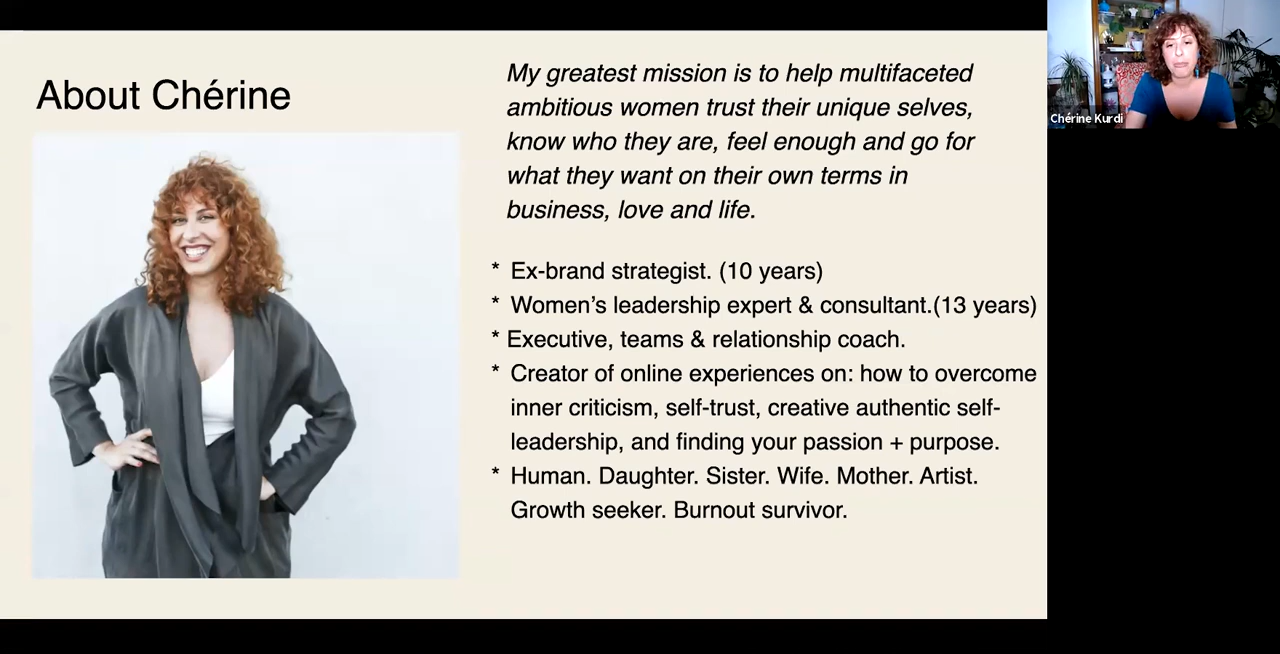 About Chérine
My greatest mission is to help multifaceted
ambitious women trust their unique selves,
know who they are, feel enough and go for
what they want on their own terms in
business, love and life.
* Ex-brand strategist. (10 years)
* Women’s leadership expert & consultant.(13 years)
* Executive, teams & relationship coach.
* Creator of online experiences on: how to overcome
inner criticism, self-trust, creative authentic self-
leadership, and finding your passion + purpose.
* Human. Daughter. Sister. Wife. Mother. Artist.
Growth seeker. Burnout survivor.
Chérine Kurdi